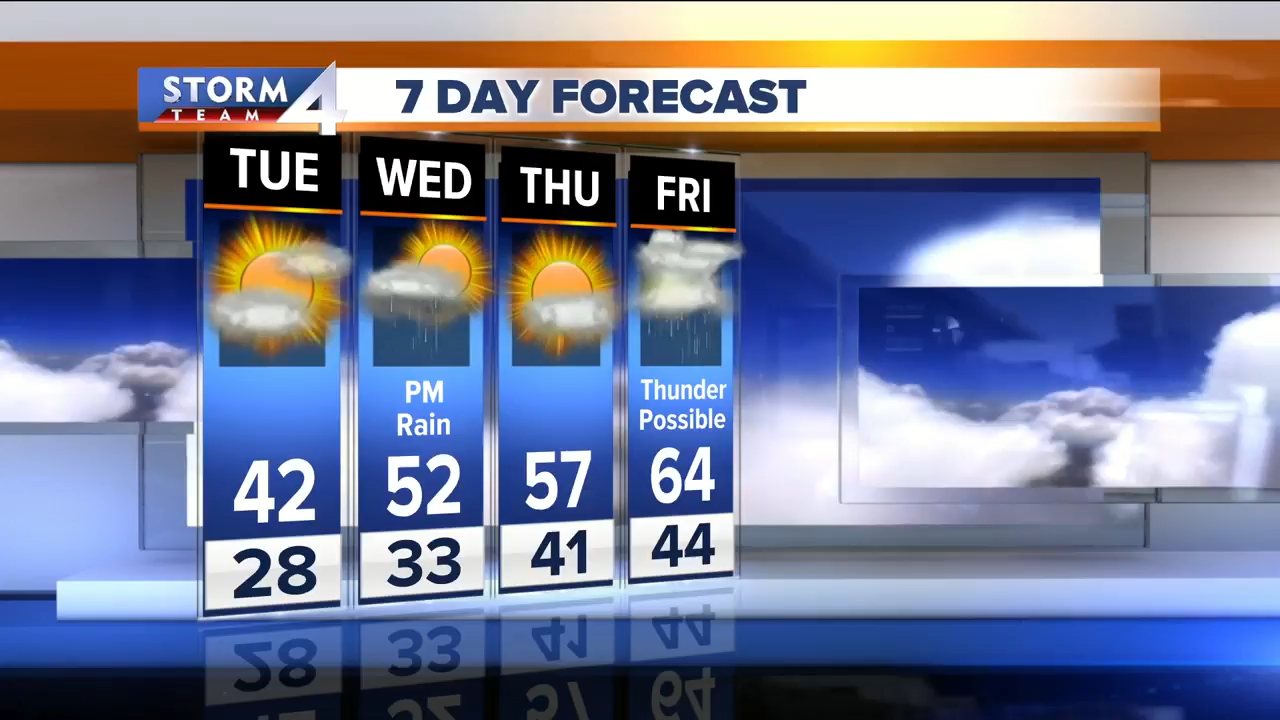 STORM
TEAM 4
7 DAY FORECAST
TUE
WED
THU
FRI
PM
Rain
Thunder
Possible
42
52
57
64
28
33
41
44